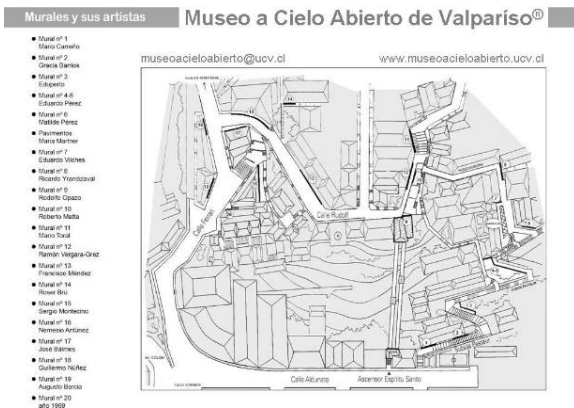 Murales y sus artístas
Museo a Cielo Abierto de Valparíso®
museoacieloabierto@ucv.cl
www.museoacieloabierto.ucv.cl
Mural nº 1
Mario Carreño
Mural nº 2
Gracia Barrios
Mural nº 3
Edupeito
Mural nº 4-5
Eduardo Pérez
Mural nº 6
Matilde Pérez
Pavimentos
María Martner
Mural nº 7
Eduardo Vilches
Mural nº 8
Ricardo Yrarrázaval
Mural nº 9
Rodolfo Opazo
Mural nº 10
Roberto Matta
Mural nº 11
Mario Toral
Mural nº 12
Ramón Vergara-Grez
Mural nº 13
Francisco Méndez
Mural nº 14
Roser Bru
Mural nº 15
Sergio Montecino
Mural nº 16
Nemesio Antúnez
Mural nº 17
José Balmes
Mural nº 18
Guillermo Núñez
Mural nº 19
Augusto Barcia
Mural nº 20
año 1969
Calle Ferrari
Calle Rudolf
Calle Aldunate
Ascensor Espíritu Santo